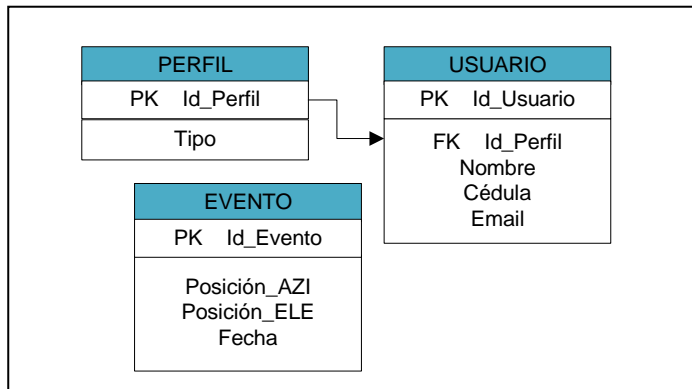 PERFIL
PK Id_Perfil
Tipo
USUARIO
PK Id_Usuario
FK Id_Perfil
Nombre
Cédula
Email
EVENTO
PK Id_Evento
Posición_AZI
Posición_ELE
Fecha